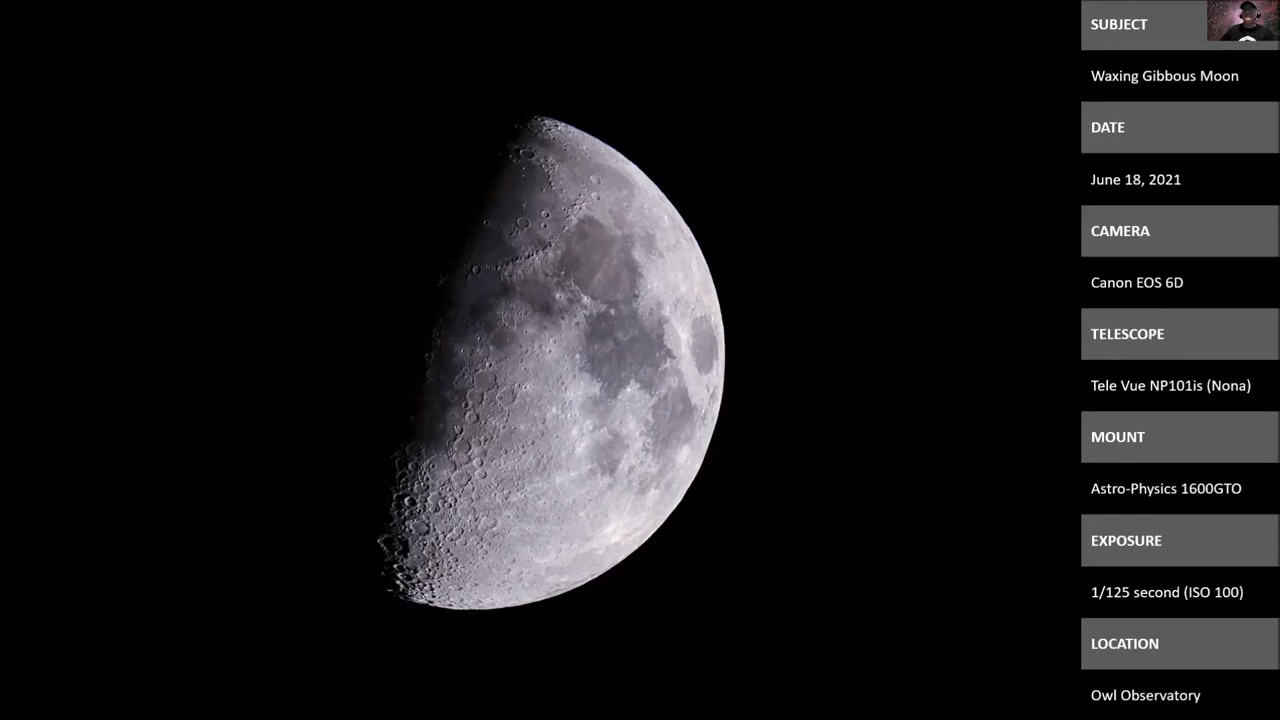 SUBJECT
Waxing Gibbous Moon
DATE
June 18, 2021
CAMERA
Canon EOS 6D
TELESCOPE
Tele Vue NP101is (Nona)
MOUNT
Astro-Physics 1600GTO
EXPOSURE
1/125 second (ISO 100)
LOCATION
Owl Observatory